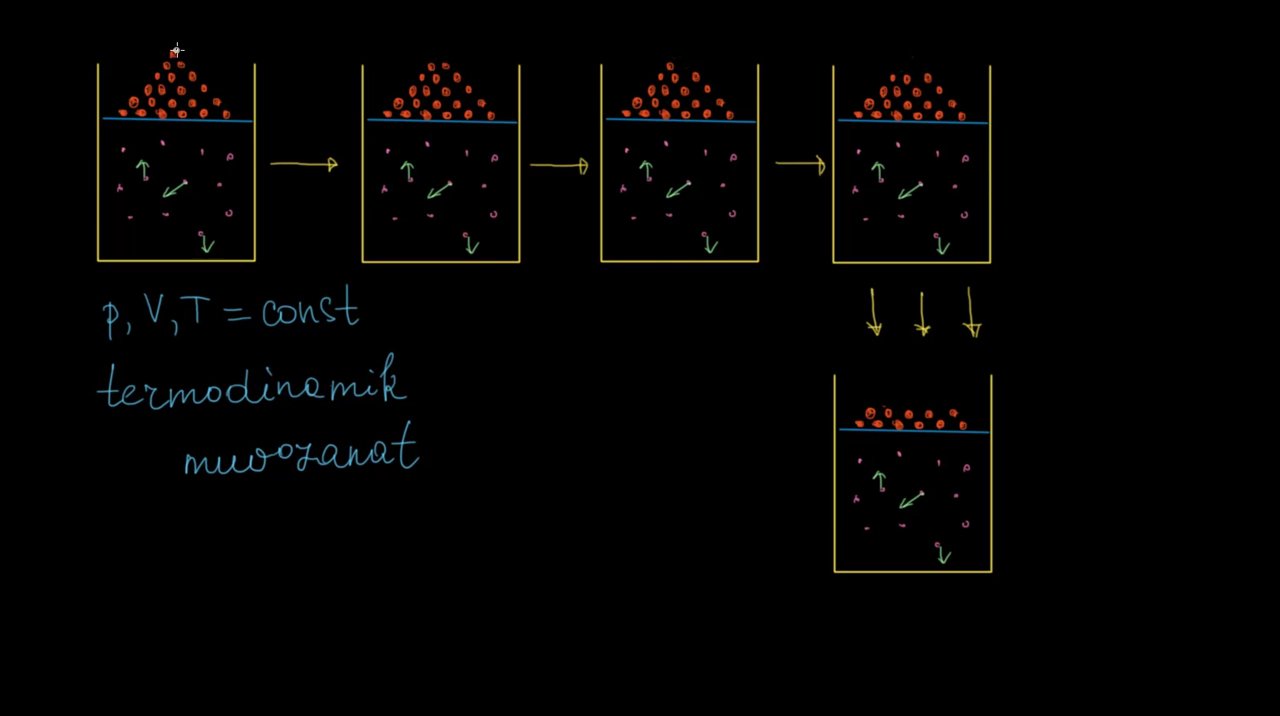 p, V, T = const
termodinamik
muvozanat